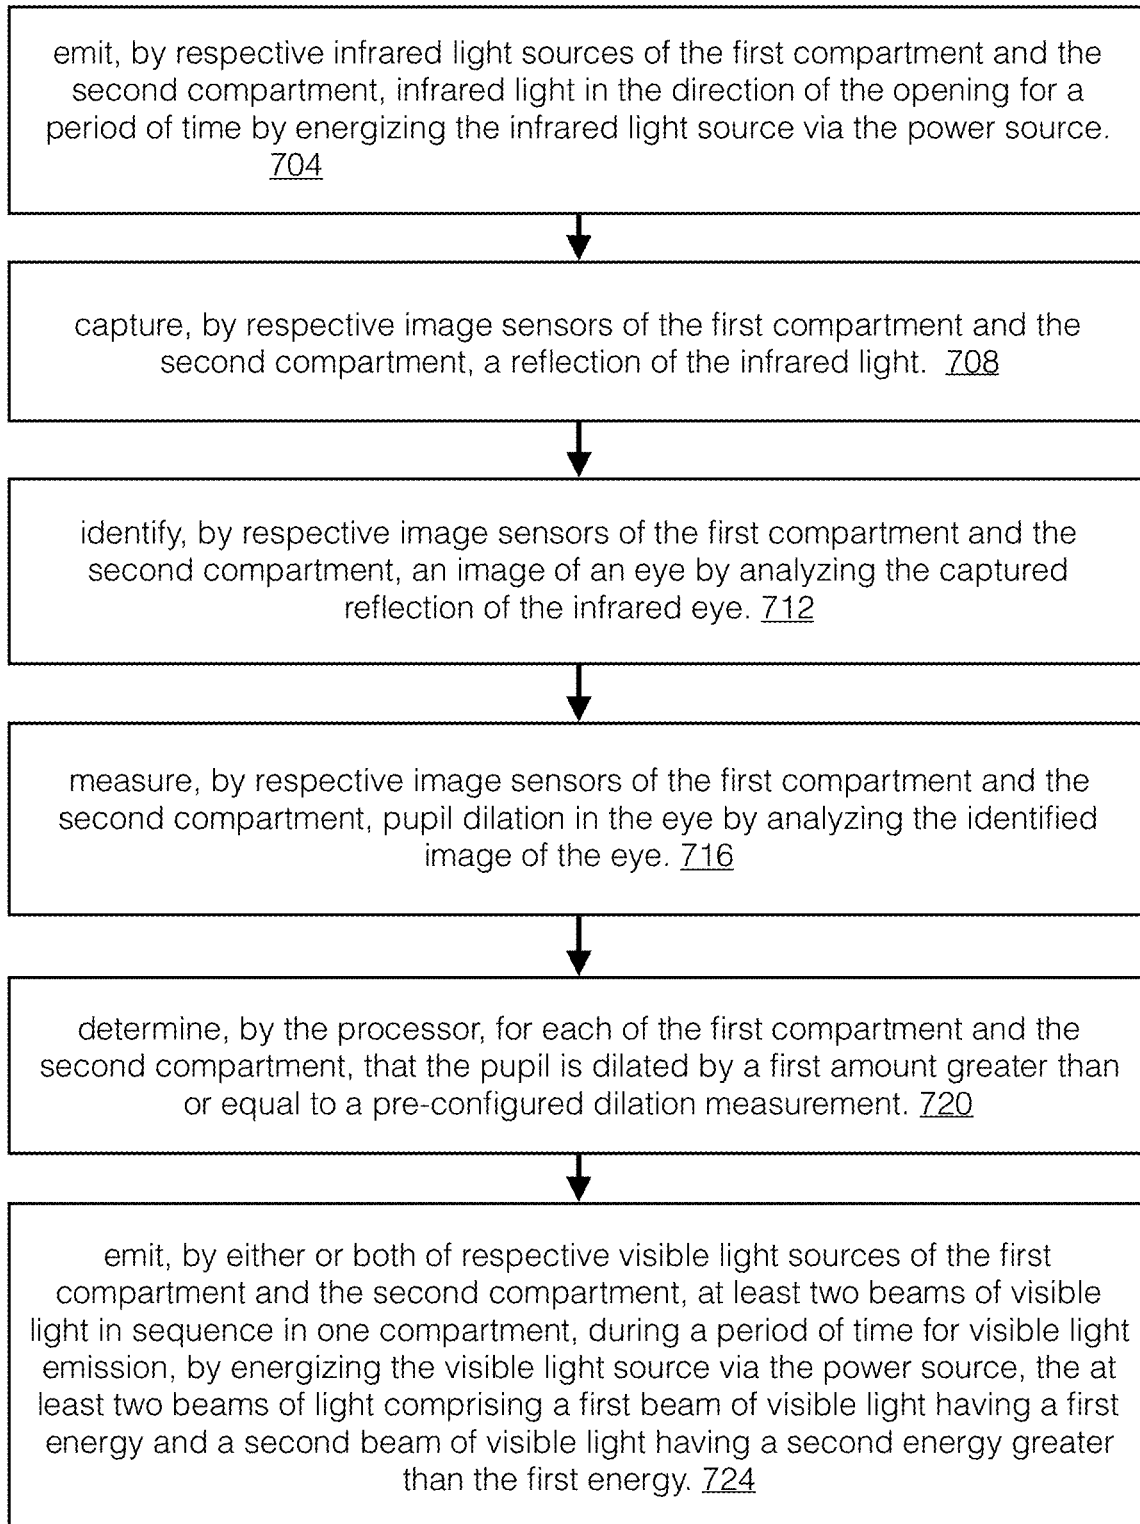 emit, by respective infrared light sources of the first compartment and the
second compartment, infrared light in the direction of the opening for a
period of time by energizing the infrared light source via the power source.
704
capture, by respective image sensors of the first compartment and the
second compartment, a reflection of the infrared light. 708
identify, by respective image sensors of the first compartment and the
second compartment, an image of an eye by analyzing the captured
reflection of the infrared eye. 712
measure, by respective image sensors of the first compartment and the
second compartment, pupil dilation in the eye by analyzing the identified
image of the eye. 716
determine, by the processor, for each of the first compartment and the
second compartment, that the pupil is dilated by a first amount greater than
or equal to a pre-configured dilation measurement. 720
emit, by either or both of respective visible light sources of the first
compartment and the second compartment, at least two beams of visible
light in sequence in one compartment, during a period of time for visible light
emission, by energizing the visible light source via the power source, the at
least two beams of light comprising a first beam of visible light having a first
energy and a second beam of visible light having a second energy greater
than the first energy. 724